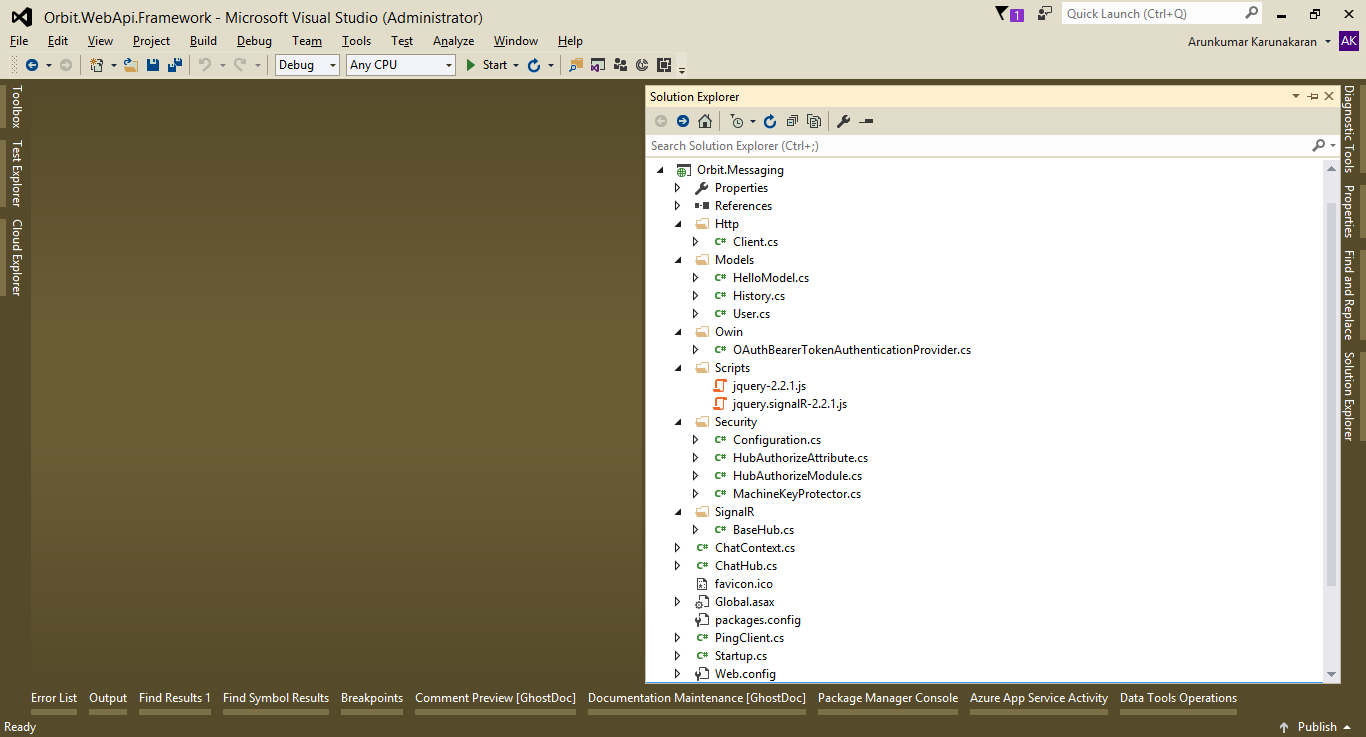 Orbit.WebApi.Framework - Microsoft Visual Studio (Administrator)
1
Quick Launch (Ctrl+Q)
File Edit View Project Build Debug Team Tools Test Analyze Window Help
Arunkumar Karunakaran AK
Debug Any CPU Start
Toolbox
Test Explorer
Cloud Explorer
Solution Explorer
Search Solution Explorer (Ctrl+;)
Orbit.Messaging
Properties
References
Http
C# Client.cs
Models
C# HelloModel.cs
C# History.cs
C# User.cs
Owin
C# OAuthBearerTokenAuthenticationProvider.cs
Scripts
jquery-2.2.1.js
jquery.signalR-2.2.1.js
Security
C# Configuration.cs
C# HubAuthorizeAttribute.cs
C# HubAuthorizeModule.cs
C# MachineKeyProtector.cs
SignalR
C# BaseHub.cs
C# ChatContext.cs
C# ChatHub.cs
favicon.ico
Global.asax
packages.config
C# PingClient.cs
C# Startup.cs
Web.config
Diagnostic Tools
Properties
Find and Replace
Solution Explorer
Error List Output Find Results 1 Find Symbol Results Breakpoints Comment Preview [GhostDoc] Documentation Maintenance [GhostDoc] Package Manager Console Azure App Service Activity Data Tools Operations
Ready
Publish